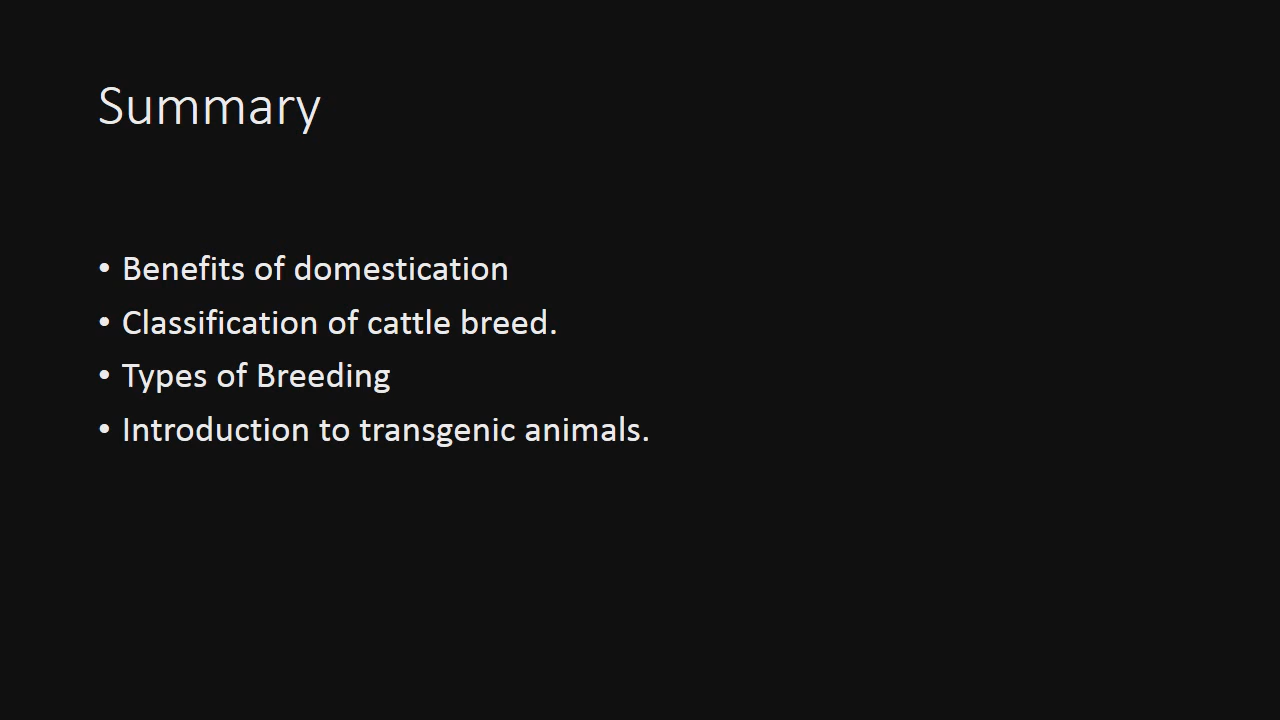 Summary
• Benefits of domestication
• Classification of cattle breed.
• Types of Breeding
• Introduction to transgenic animals.